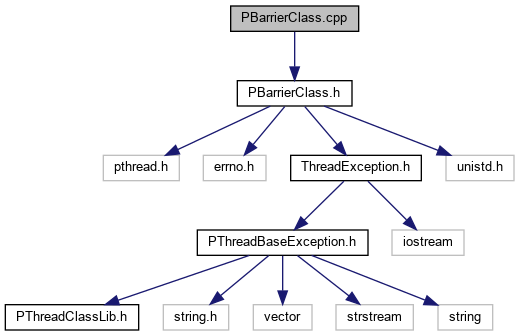 PBarrierClass.cpp
PBarrierClass.h
pthread.h
errno.h
ThreadException.h
unistd.h
PThreadBaseException.h
iostream
PThreadClassLib.h
string.h
vector
strstream
string